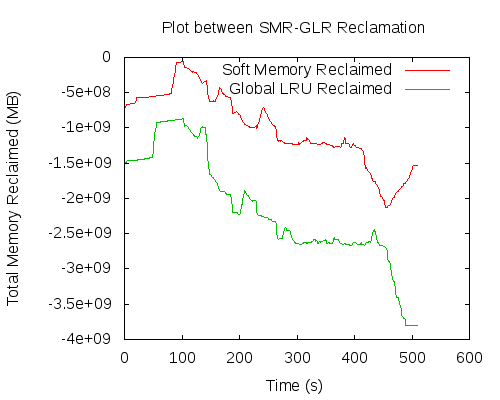 Plot between SMR-GLR Reclamation
Soft Memory Reclaimed
Global LRU Reclaimed
Total Memory Reclaimed (MB)
0
-5e+08
-1e+09
-1.5e+09
-2e+09
-2.5e+09
-3e+09
-3.5e+09
-4e+09
0 100 200 300 400 500 600
Time (s)